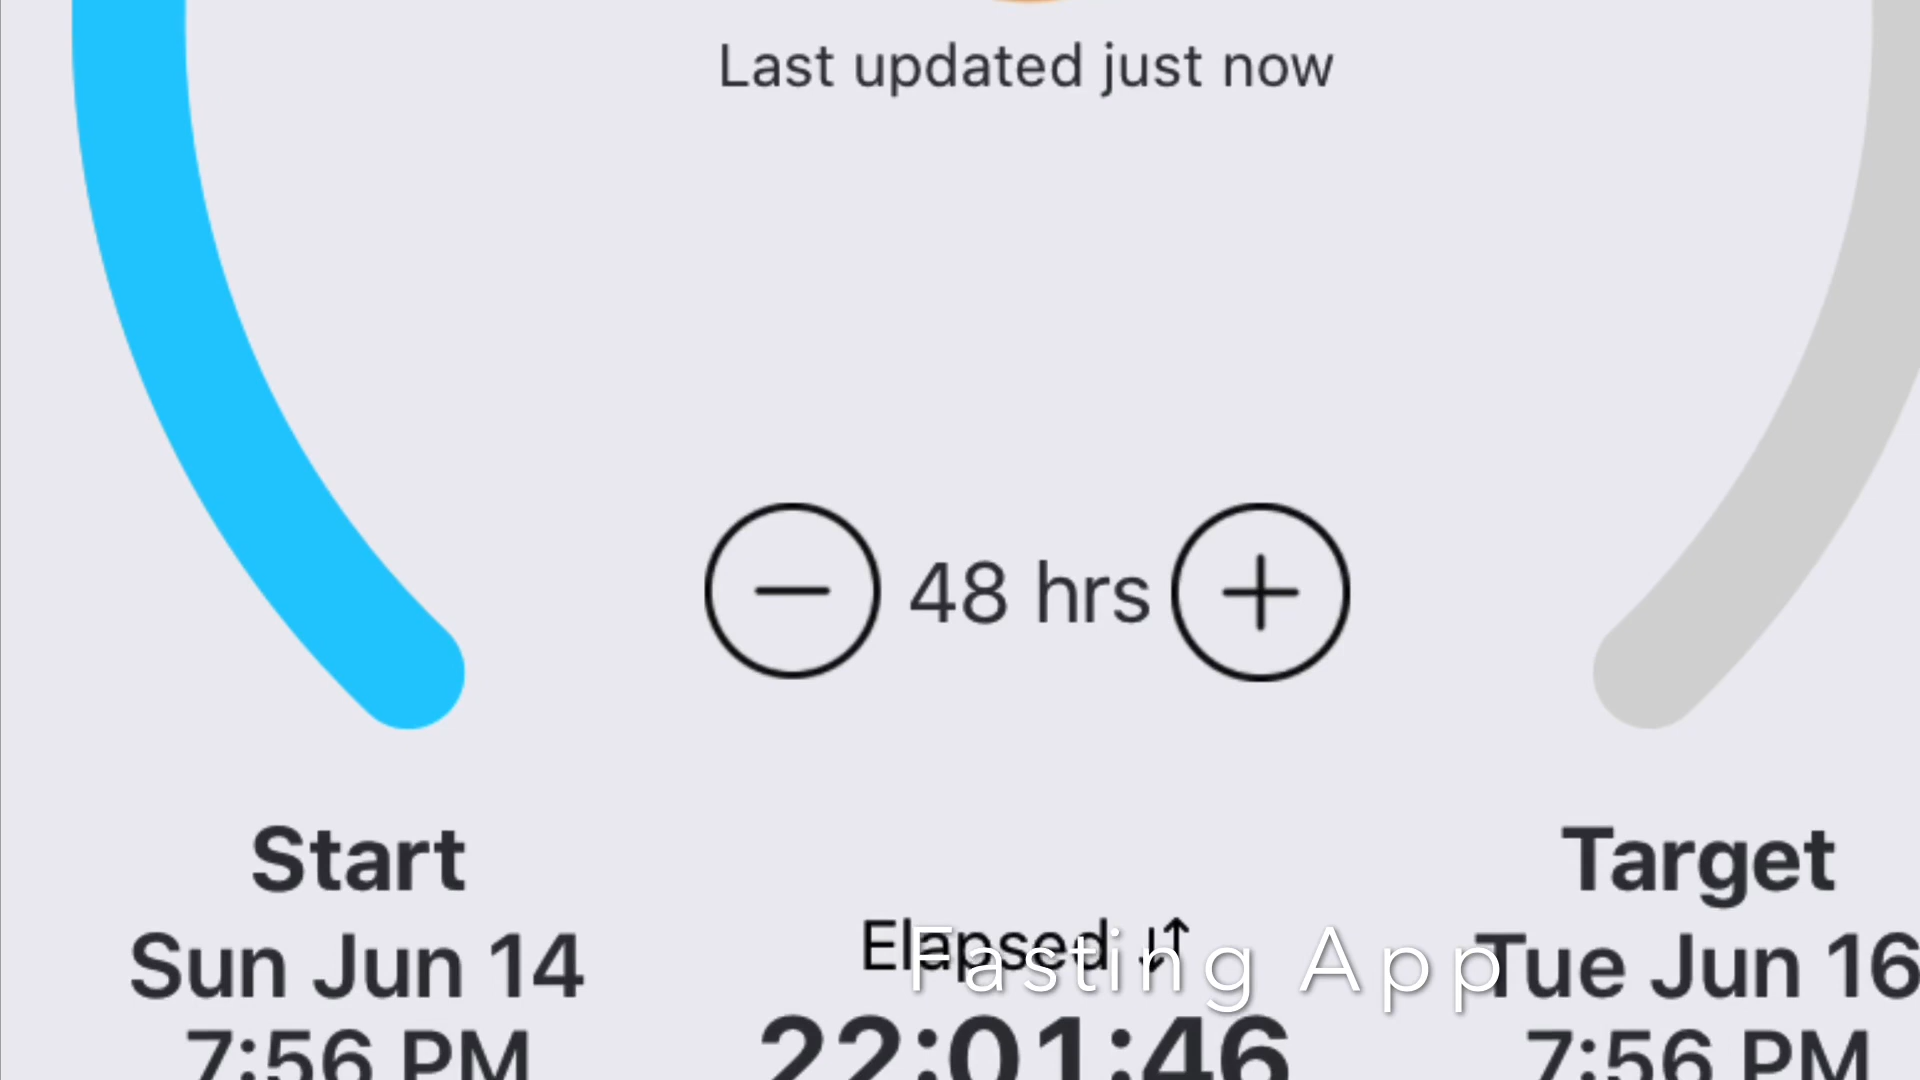 Last updated just now
48 hrs
Start
Sun Jun 14
7:56 PM
Elapsed
22:01:46
Target
Tue Jun 16
7:56 PM
Fasting App